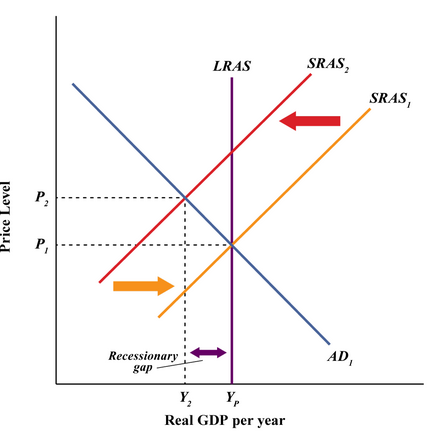 LRAS
SRAS2
SRAS1
P2
Price Level
P1
Recessionary
gap
AD1
Y2
YP
Real GDP per year